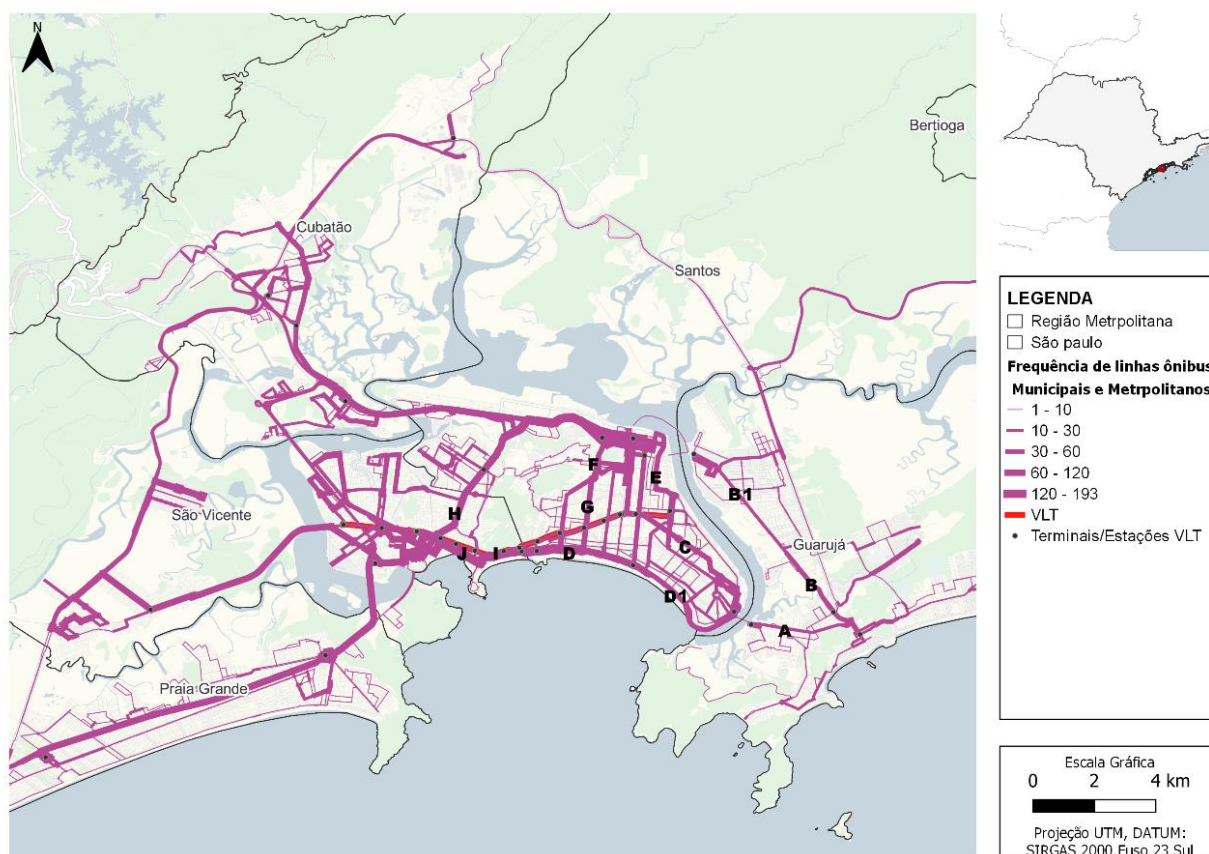 N
Bertioga
Cubatão
Santos
São Vicente
Guarujá
Praia Grande
F
E
B1
H
G
C
J
I
D
B
D1
A
LEGENDA
Região Metrpolitana
São paulo
Frequência de linhas ônibus
Municipais e Metrpolitanos
1 - 10
10 - 30
30 - 60
60 - 120
120 - 193
VLT
Terminais/Estações VLT
Escala Gráfica
0 2 4 km
Projeção UTM, DATUM:
SIRGAS 2000 Fuso 23 Sul